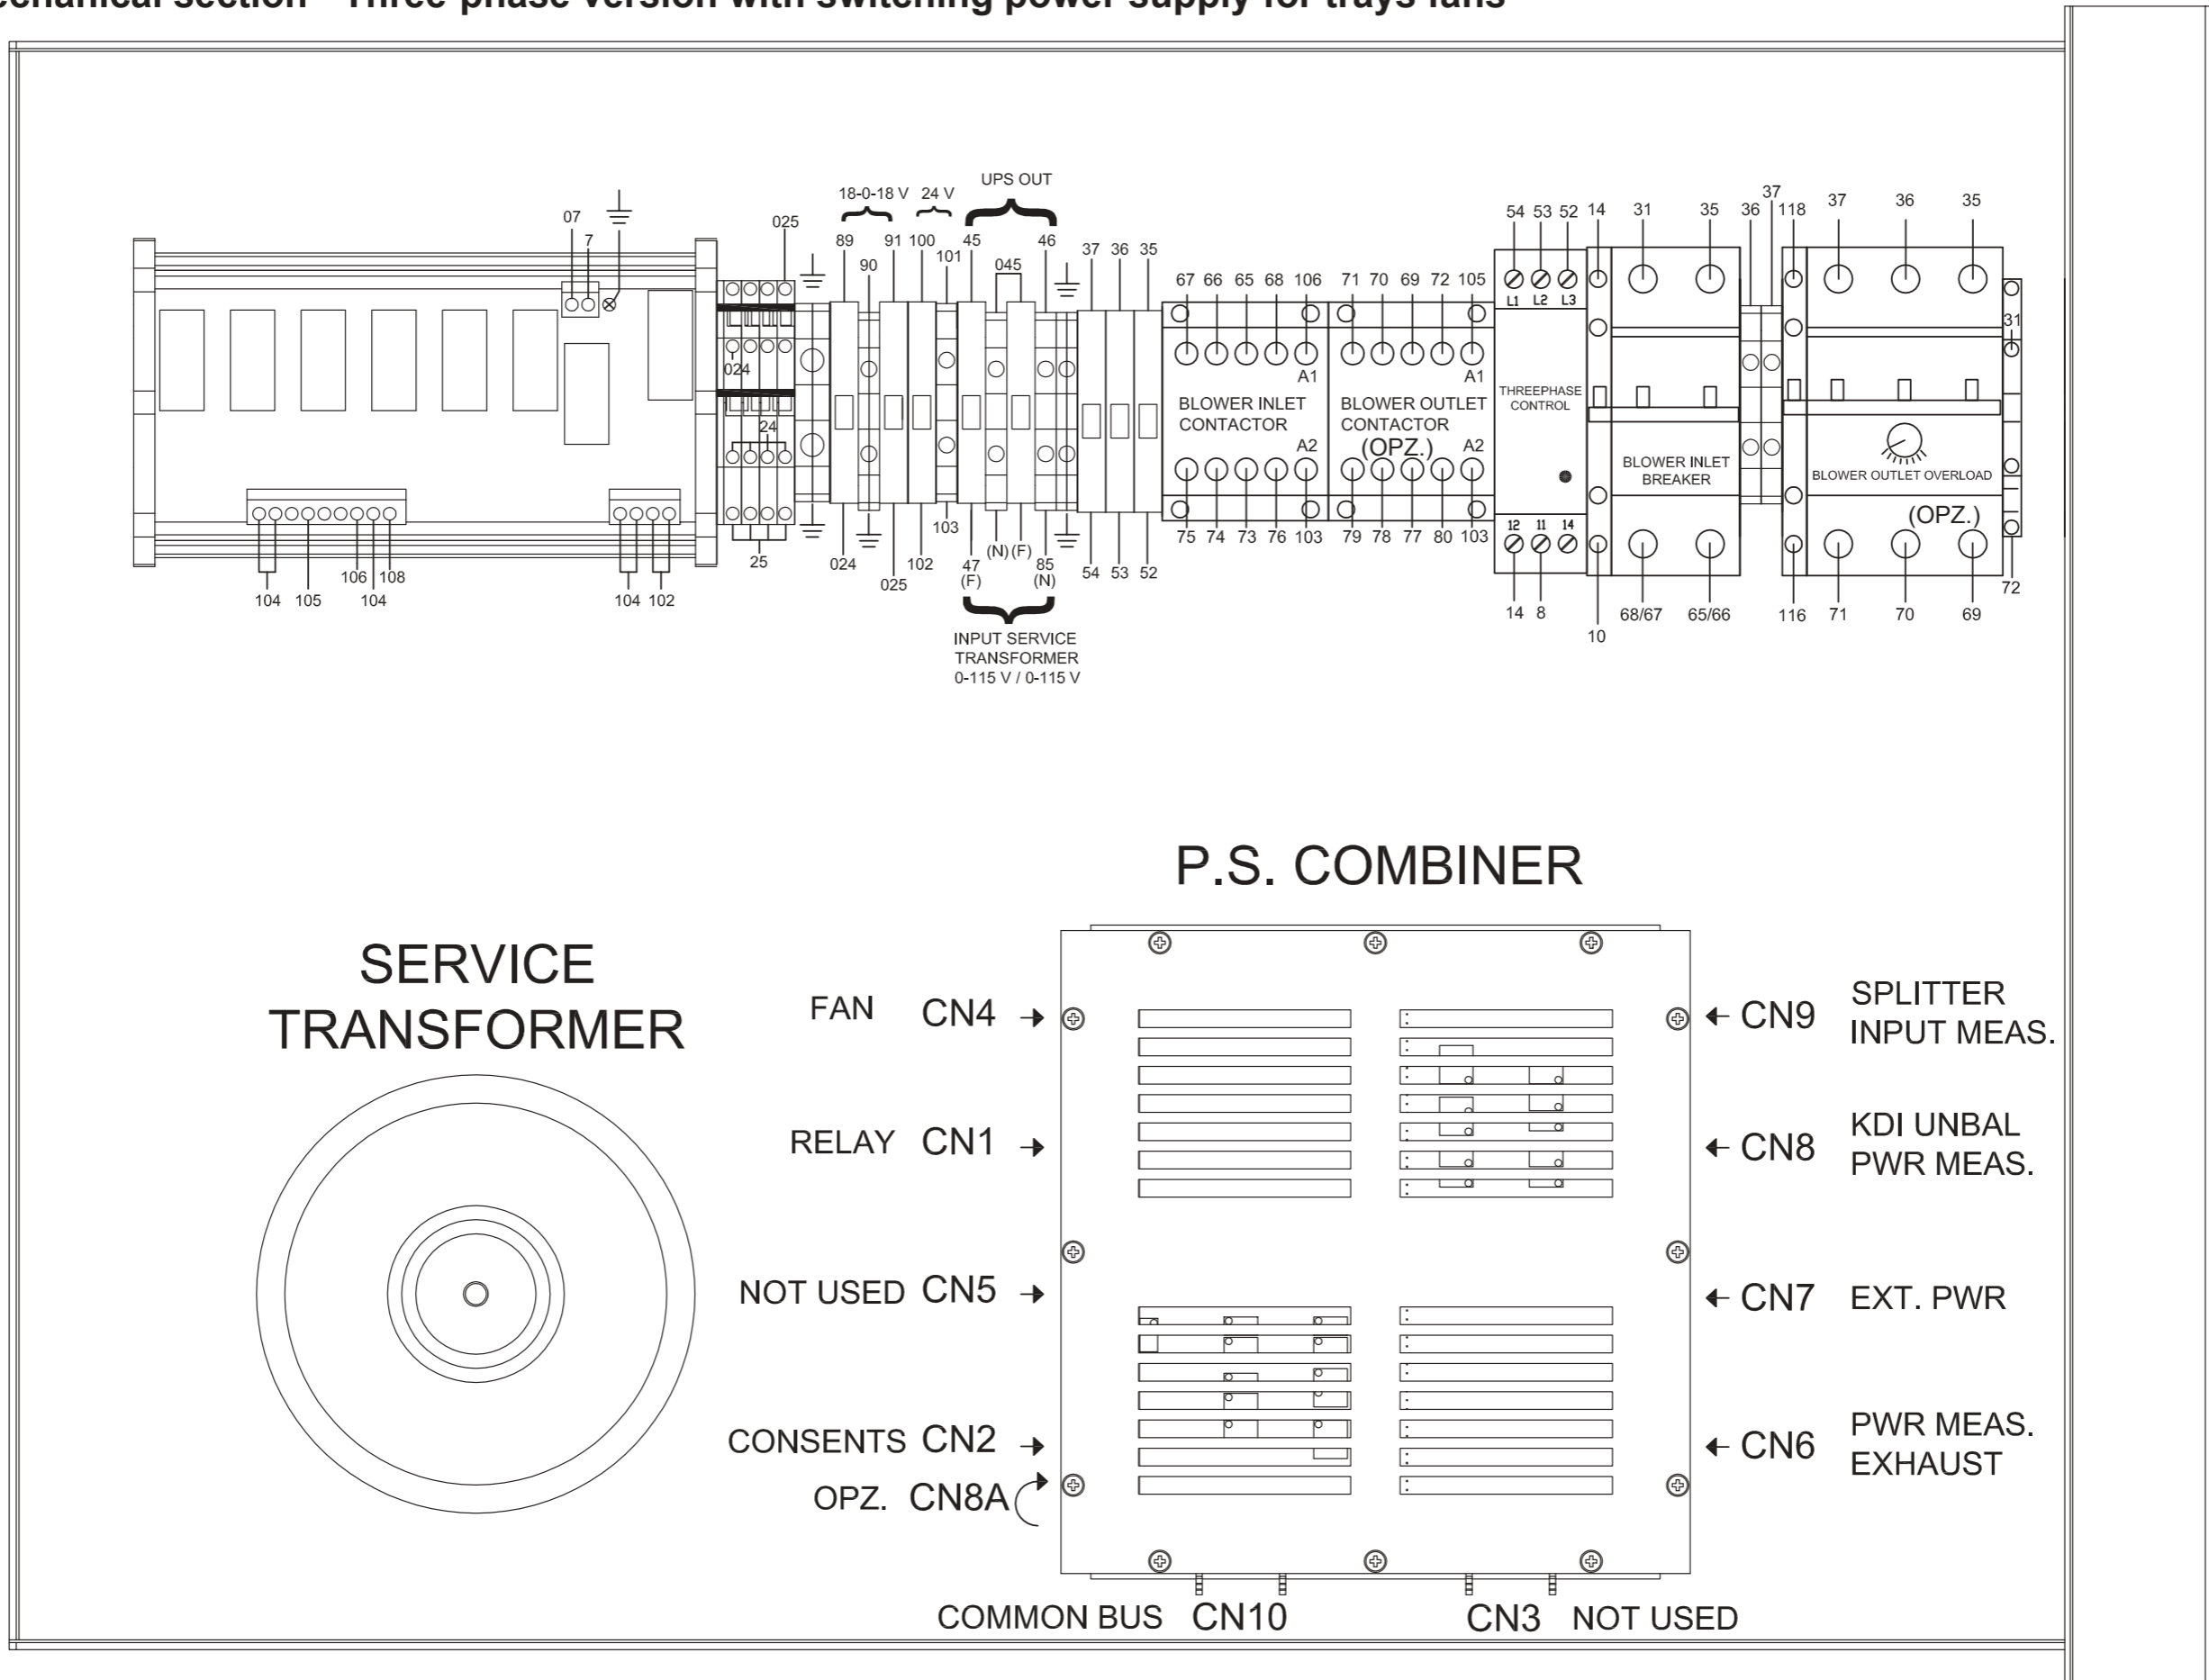 echanical section - Three phase version with switching power supply for trays fans
UPS OUT
18-0-18 V 24 V
07 7 025
89 90 91 100 101 45 045 46 37 36 35
67 66 65 68 106 71 70 69 72 105
54 53 52 14 31 35 36 37 118 37 36 35
L1 L2 L3
31
024
A1 A1
THREEPHASE
CONTROL
BLOWER INLET
CONTACTOR
BLOWER OUTLET
CONTACTOR
(OPZ.)
24
A2 A2
BLOWER INLET
BREAKER
BLOWER OUTLET OVERLOAD
(OPZ.)
12 11 14
103
75 74 73 76 103 79 78 77 80 103
(N) (F)
25 024 025 102 47 85 54 53 52
(F) (N)
106 108
104 105 104 104 102
14 8 10 68/67 65/66 116 71 70 69 72
INPUT SERVICE
TRANSFORMER
0-115 V / 0-115 V
P.S. COMBINER
SERVICE
TRANSFORMER
FAN CN4
CN9 SPLITTER
INPUT MEAS.
RELAY CN1
CN8 KDI UNBAL
PWR MEAS.
NOT USED CN5
CN7 EXT. PWR
CONSENTS CN2
CN6 PWR MEAS.
EXHAUST
OPZ. CN8A
COMMON BUS CN10
CN3 NOT USED